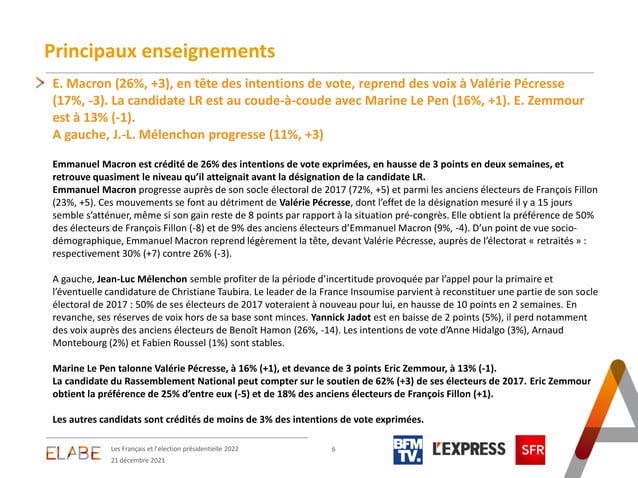 Principaux enseignements
E. Macron (26%, +3), en tête des intentions de vote, reprend des voix à Valérie Pécresse
(17%, -3). La candidate LR est au coude-à-coude avec Marine Le Pen (16%, +1). E. Zemmour
est à 13% (-1).
A gauche, J.-L. Mélenchon progresse (11%, +3)
Emmanuel Macron est crédité de 26% des intentions de vote exprimées, en hausse de 3 points en deux semaines, et
retrouve quasiment le niveau qu’il atteignait avant la désignation de la candidate LR.
Emmanuel Macron progresse auprès de son socle électoral de 2017 (72%, +5) et parmi les anciens électeurs de François Fillon
(23%, +5). Ces mouvements se font au détriment de Valérie Pécresse, dont l’effet de la désignation mesuré il y a 15 jours
semble s’atténuer, même si son gain reste de 8 points par rapport à la situation pré-congrès. Elle obtient la préférence de 50%
des électeurs de François Fillon (-8) et de 9% des anciens électeurs d’Emmanuel Macron (9%, -4). D’un point de vue socio-
démographique, Emmanuel Macron reprend légèrement la tête, devant Valérie Pécresse, auprès de l’électorat « retraités » :
respectivement 30% (+7) contre 26% (-3).
A gauche, Jean-Luc Mélenchon semble profiter de la période d’incertitude provoquée par l’appel pour la primaire et
l’éventuelle candidature de Christiane Taubira. Le leader de la France Insoumise parvient à reconstituer une partie de son socle
électoral de 2017 : 50% de ses électeurs de 2017 voteraient à nouveau pour lui, en hausse de 10 points en 2 semaines. En
revanche, ses réserves de voix hors de sa base sont minces. Yannick Jadot est en baisse de 2 points (5%), il perd notamment
des voix auprès des anciens électeurs de Benoît Hamon (26%, -14). Les intentions de vote d’Anne Hidalgo (3%), Arnaud
Montebourg (2%) et Fabien Roussel (1%) sont stables.
Marine Le Pen talonne Valérie Pécresse, à 16% (+1), et devance de 3 points Eric Zemmour, à 13% (-1).
La candidate du Rassemblement National peut compter sur le soutien de 62% (+3) de ses électeurs de 2017. Eric Zemmour
obtient la préférence de 25% d’entre eux (-5) et de 18% des anciens électeurs de François Fillon (+1).
Les autres candidats sont crédités de moins de 3% des intentions de vote exprimées.
ELABE
Les Français et l’élection présidentielle 2022
21 décembre 2021
6
BFM
TV.
L'EXPRESS
SFR